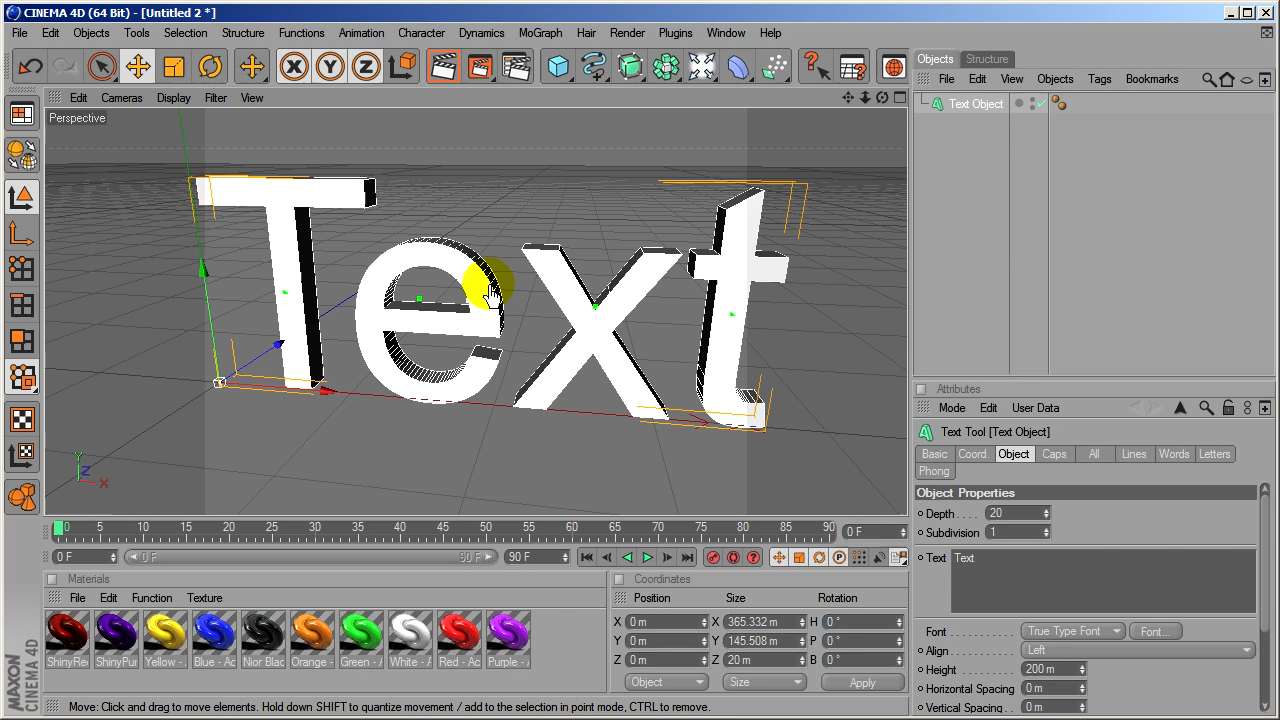 CINEMA 4D (64 Bit) - [Untitled 2 *]
File Edit Objects Tools Selection Structure Functions Animation Character Dynamics MoGraph Hair Render Plugins Window Help
X Y Z
Objects Structure
File Edit View Objects Tags Bookmarks
Text Object
Edit Cameras Display Filter View
Perspective
Text
Y
Z
X
0 5 10 15 20 25 30 35 40 45 50 55 60 65 70 75 80 85 90 0 F
0 F 0 F 90 F 90 F
Materials
File Edit Function Texture
ShinyRe ShinyPur Yellow - Blue - Ac Nior Blac Orange - Green - A White - A Red - Ac Purple - A
Coordinates
Position Size Rotation
X 0 m X 365.332 m H 0 °
Y 0 m Y 145.508 m P 0 °
Z 0 m Z 20 m B 0 °
Object Size Apply
Attributes
Mode Edit User Data
Text Tool [Text Object]
Basic Coord. Object Caps All Lines Words Letters
Phong
Object Properties
Depth . . . . 20
Subdivision 1
Text Text
Font . . . . . . . . . True Type Font Font...
Align . . . . . . . . . Left
Height . . . . . . . . 200 m
Horizontal Spacing 0 m
Vertical Spacing . . 0 m
MAXON
CINEMA 4D
Move: Click and drag to move elements. Hold down SHIFT to quantize movement / add to the selection in point mode, CTRL to remove.